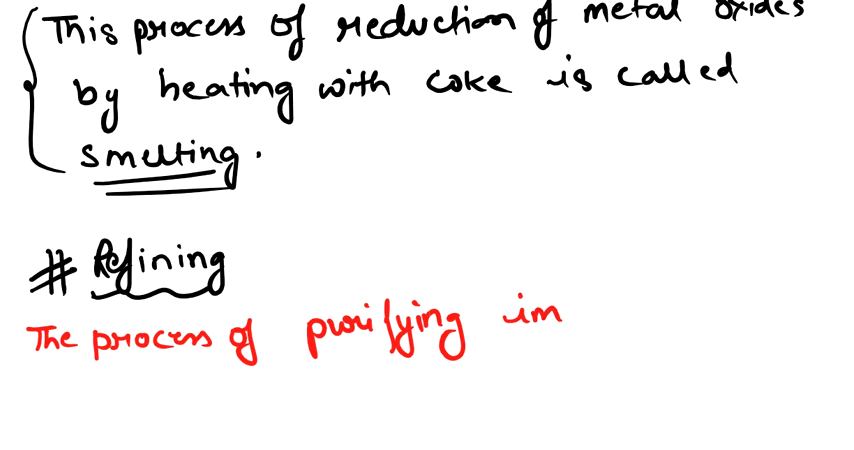 This process of reduction of metal oxides
by heating with coke is called
smelting.
# Refining
The process of purifying im